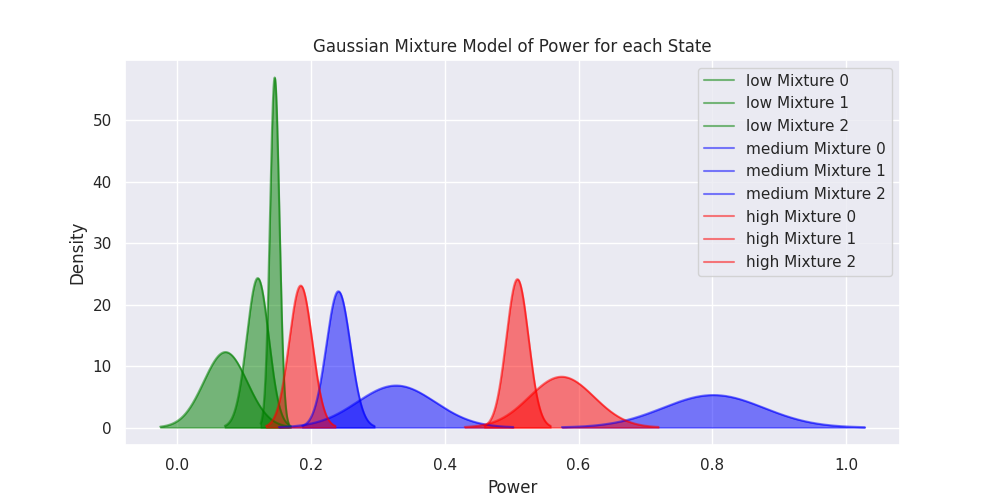 Gaussian Mixture Model of Power for each State
low Mixture 0
low Mixture 1
low Mixture 2
medium Mixture 0
medium Mixture 1
medium Mixture 2
high Mixture 0
high Mixture 1
high Mixture 2
Density
50
40
30
20
10
0
0.0 0.2 0.4 0.6 0.8 1.0
Power